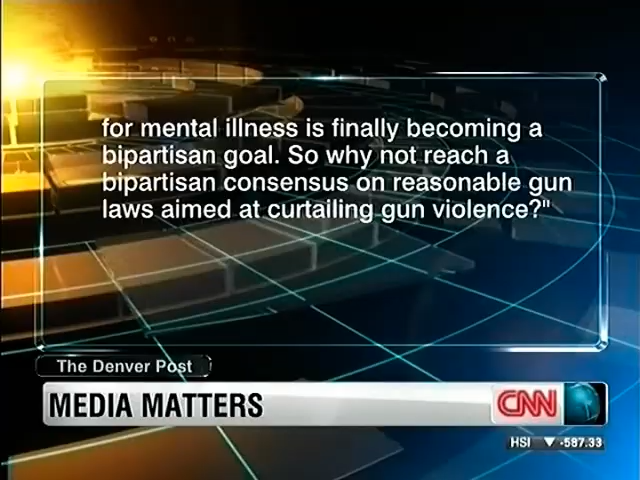 for mental illness is finally becoming a
bipartisan goal. So why not reach a
bipartisan consensus on reasonable gun
laws aimed at curtailing gun violence?"
The Denver Post
MEDIA MATTERS
CNN
HSI ▼ -587.33